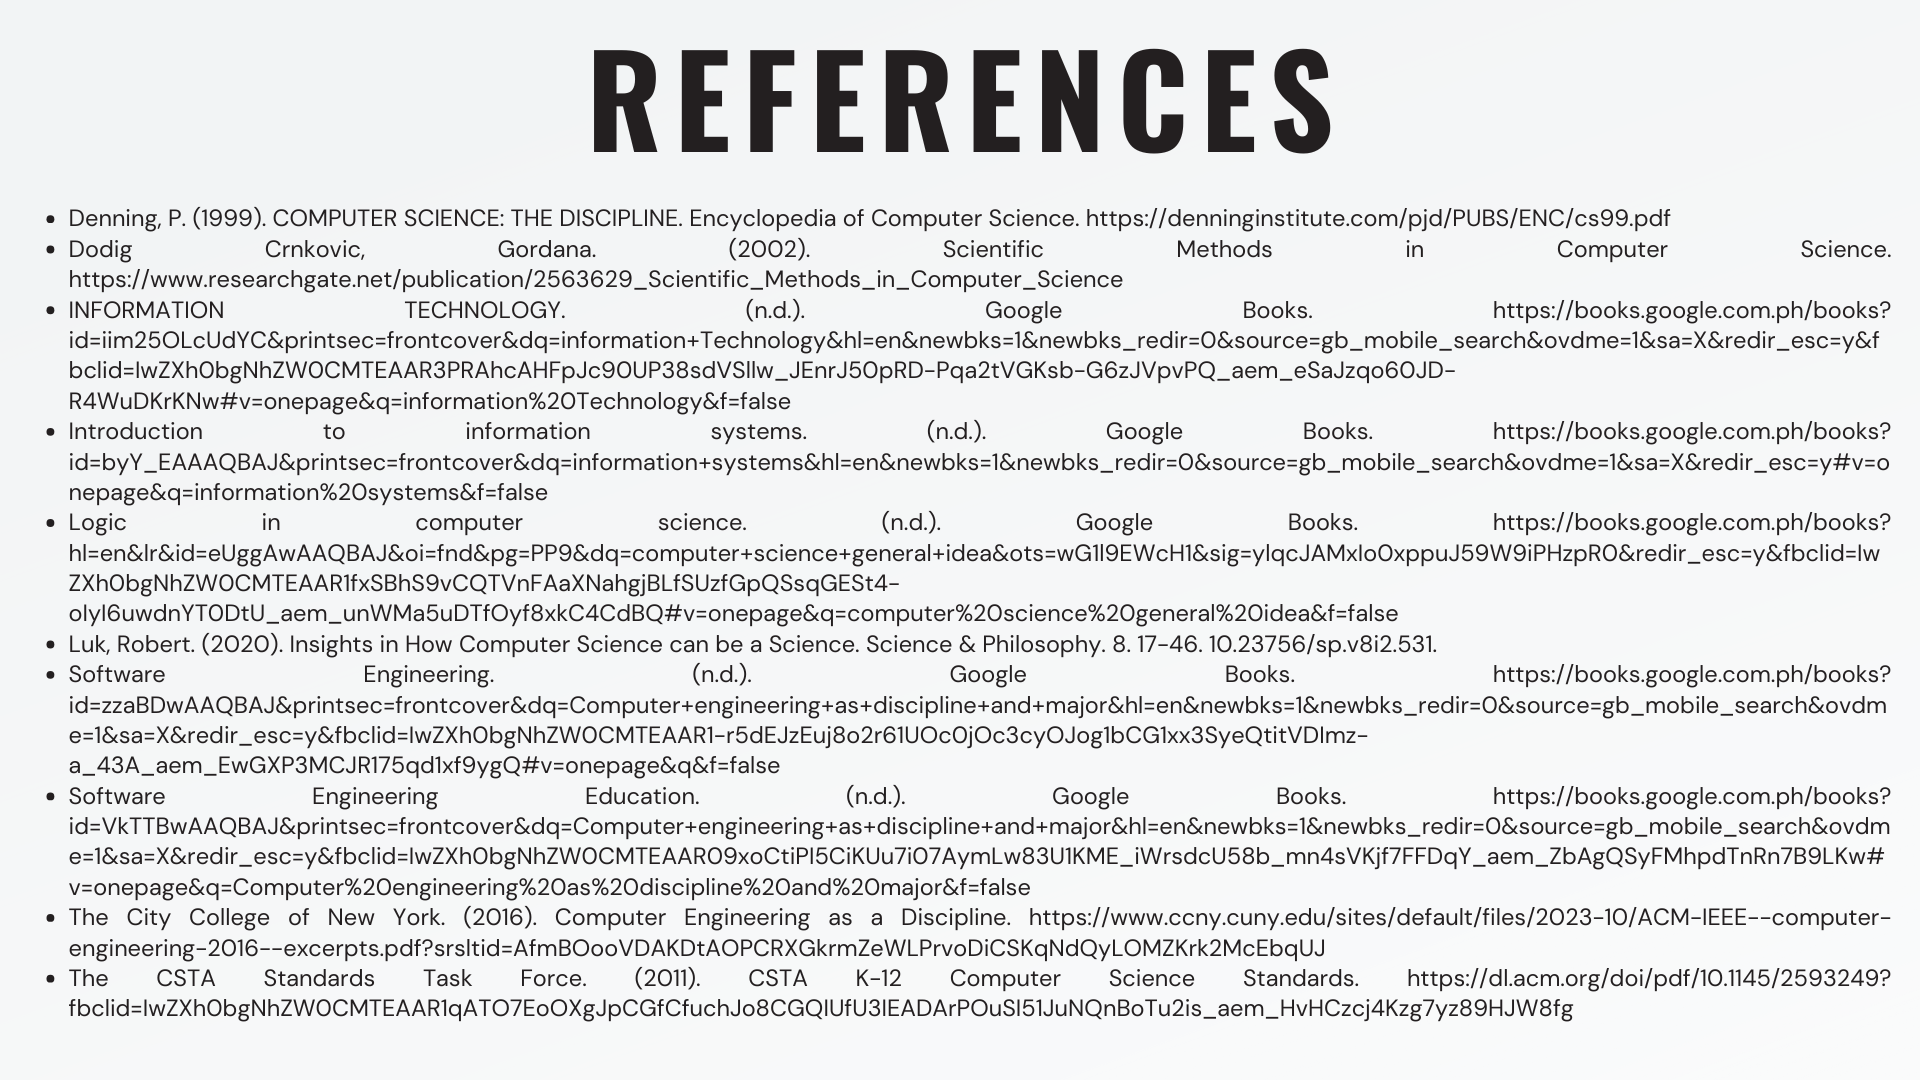 REFERENCES
• Denning, P. (1999). COMPUTER SCIENCE: THE DISCIPLINE. Encyclopedia of Computer Science. https://denninginstitute.com/pjd/PUBS/ENC/cs99.pdf
• Dodig Crnkovic, Gordana. (2002). Scientific Methods in Computer Science.
https://www.researchgate.net/publication/2563629_Scientific_Methods_in_Computer_Science
• INFORMATION TECHNOLOGY. (n.d.). Google Books. https://books.google.com.ph/books?
id=iim25OLcUdYC&printsec=frontcover&dq=information+Technology&hl=en&newbks=1&newbks_redir=0&source=gb_mobile_search&ovdme=1&sa=X&redir_esc=y&f
bclid=IwZXh0bgNhZW0CMTEAAR3PRAhcAHFpJc90UP38sdVSllw_JEnrJ5OpRD-Pqa2tVGKsb-G6zJVpvPQ_aem_eSaJzqo60JD-
R4WuDKrKNw#v=onepage&q=information%20Technology&f=false
• Introduction to information systems. (n.d.). Google Books. https://books.google.com.ph/books?
id=byY_EAAAQBAJ&printsec=frontcover&dq=information+systems&hl=en&newbks=1&newbks_redir=0&source=gb_mobile_search&ovdme=1&sa=X&redir_esc=y#v=o
nepage&q=information%20systems&f=false
• Logic in computer science. (n.d.). Google Books. https://books.google.com.ph/books?
hl=en&lr&id=eUggAwAAQBAJ&oi=fnd&pg=PP9&dq=computer+science+general+idea&ots=wG1l9EWcH1&sig=ylqcJAMxIo0xppuJ59W9iPHzpR0&redir_esc=y&fbclid=Iw
ZXh0bgNhZW0CMTEAAR1fxSBhS9vCQTVnFAaXNahgjBLfSUzfGpQSsqGESt4-
olyl6uwdnYT0DtU_aem_unWMa5uDTfOyf8xkC4CdBQ#v=onepage&q=computer%20science%20general%20idea&f=false
• Luk, Robert. (2020). Insights in How Computer Science can be a Science. Science & Philosophy. 8. 17-46. 10.23756/sp.v8i2.531.
• Software Engineering. (n.d.). Google Books. https://books.google.com.ph/books?
id=zzaBDwAAQBAJ&printsec=frontcover&dq=Computer+engineering+as+discipline+and+major&hl=en&newbks=1&newbks_redir=0&source=gb_mobile_search&ovdm
e=1&sa=X&redir_esc=y&fbclid=IwZXh0bgNhZW0CMTEAAR1-r5dEJzEuj8o2r61UOc0jOc3cyOJog1bCG1xx3SyeQtitVDlmz-
a_43A_aem_EwGXP3MCJR175qd1xf9ygQ#v=onepage&q&f=false
• Software Engineering Education. (n.d.). Google Books. https://books.google.com.ph/books?
id=VkTTBwAAQBAJ&printsec=frontcover&dq=Computer+engineering+as+discipline+and+major&hl=en&newbks=1&newbks_redir=0&source=gb_mobile_search&ovdm
e=1&sa=X&redir_esc=y&fbclid=IwZXh0bgNhZW0CMTEAAR09xoCtiPl5CiKUu7i07AymLw83U1KME_iWrsdcU58b_mn4sVKjf7FFDqY_aem_ZbAgQSyFMhpdTnRn7B9LKw#
v=onepage&q=Computer%20engineering%20as%20discipline%20and%20major&f=false
• The City College of New York. (2016). Computer Engineering as a Discipline. https://www.ccny.cuny.edu/sites/default/files/2023-10/ACM-IEEE--computer-
engineering-2016--excerpts.pdf?srsltid=AfmBOooVDAKDtAOPCRXGkrmZeWLPrvoDiCSKqNdQyLOMZKrk2McEbqUJ
• The CSTA Standards Task Force. (2011). CSTA K-12 Computer Science Standards. https://dl.acm.org/doi/pdf/10.1145/2593249?
fbclid=IwZXh0bgNhZW0CMTEAAR1qATO7EoOXgJpCGfCfuchJo8CGQlUfU3lEADArPOuSl51JuNQnBoTu2is_aem_HvHCzcj4Kzg7yz89HJW8fg